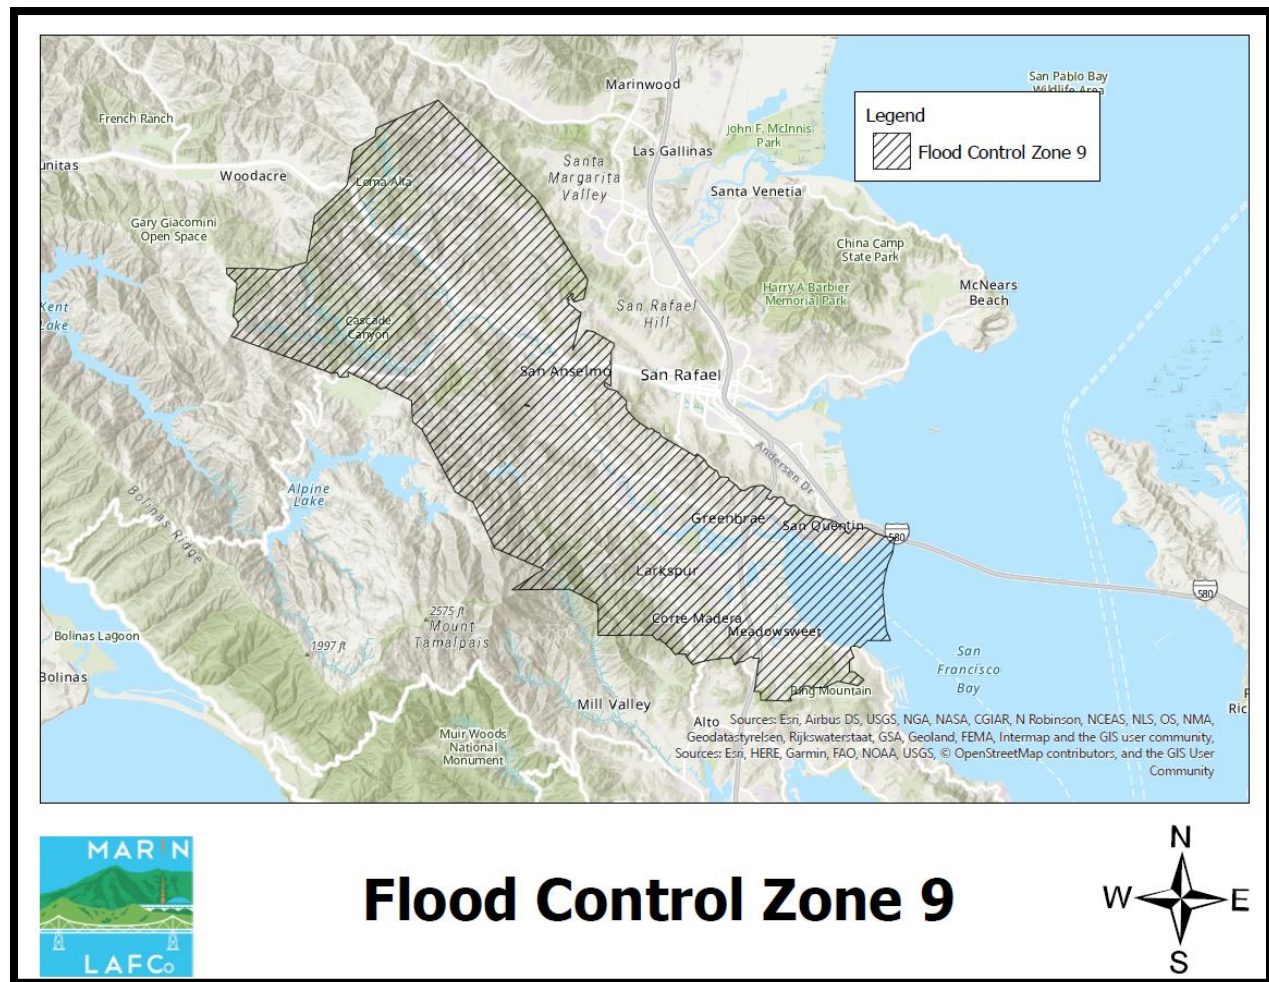 San Pablo Bay
Wildlife Area
Marinwood
Legend
French Ranch
John F. McInnis
Park
Flood Control Zone 9
Las Gallinas
Santa
Margarita
Valley
unitas
Woodacre
Loma Alta
Santa Venetia
Gary Giacomini
Open Space
China Camp
State Park
Harry A Barbier
Memorial Park
McNears
Beach
Kent
Lake
San Rafael
Hill
Cascade
Canyon
San Anselmo
San Rafael
Andersen Dr
Alpine
Lake
Bolinas Ridge
Greenbrae
San Quentin
580
Larkspur
580
2575 ft
Mount
Tamalpais
Corte Madera
Meadowsweet
1997 ft
Bolinas Lagoon
San
Francisco
Bay
Bolinas
Ring Mountain
R
Ric
Mill Valley
Alto
Muir Woods
National
Monument
Sources: Esri, Airbus DS, USGS, NGA, NASA, CGIAR, N Robinson, NCEAS, NLS, OS, NMA,
Geodatastyrelsen, Rijkswaterstaat, GSA, Geoland, FEMA, Intermap and the GIS user community,
Sources: Esri, HERE, Garmin, FAO, NOAA, USGS, © OpenStreetMap contributors, and the GIS User
Community
MARIN
LAFCo
Flood Control Zone 9
N
W
E
S